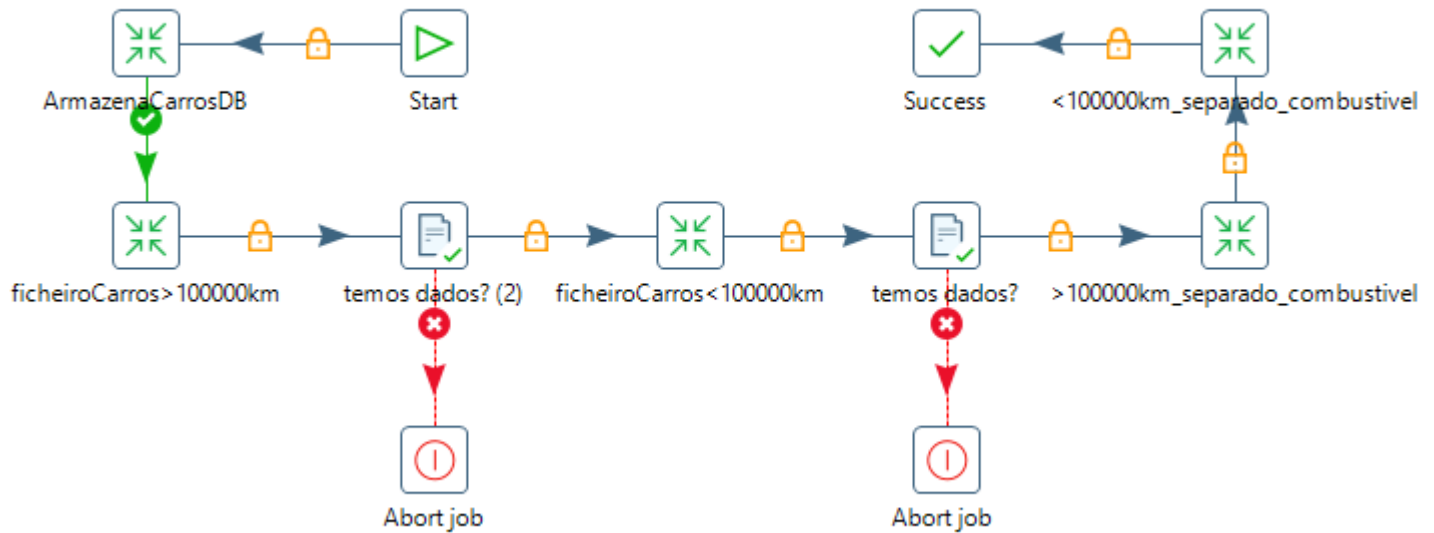 ArmazenaCarrosDB
Start
Success
<100000km_separado_combustivel
ficheiroCarros>100000km
temos dados? (2)
ficheiroCarros<100000km
temos dados?
>100000km_separado_combustivel
Abort job
Abort job